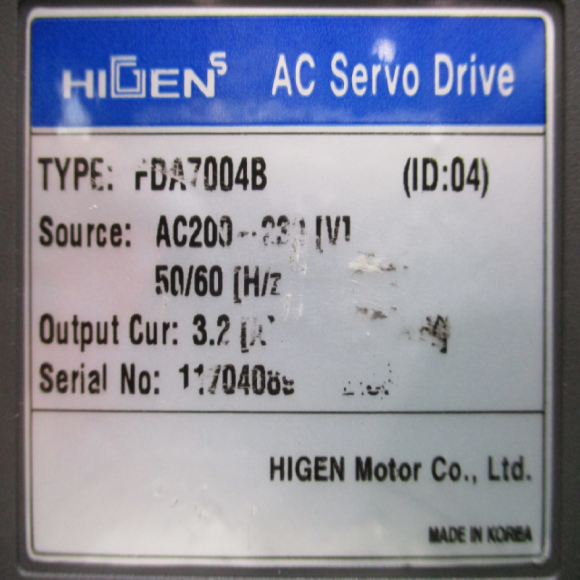 HIGEN S AC Servo Drive
TYPE: FDA7004B (ID:04)
Source: AC200~230 [V]
50/60 [H/z
Output Cur: 3.2
Serial No:
HIGEN Motor Co., Ltd.
MADE IN KOREA